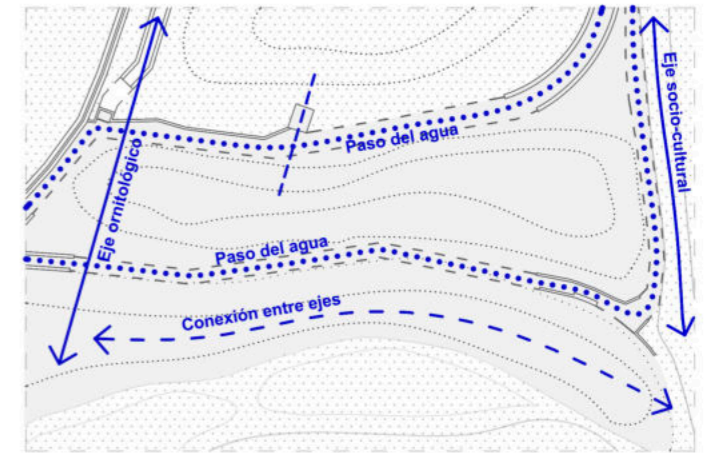 Eje socio-cultural
Paso del agua
Eje ornitológico
Paso del agua
Conexión entre ejes